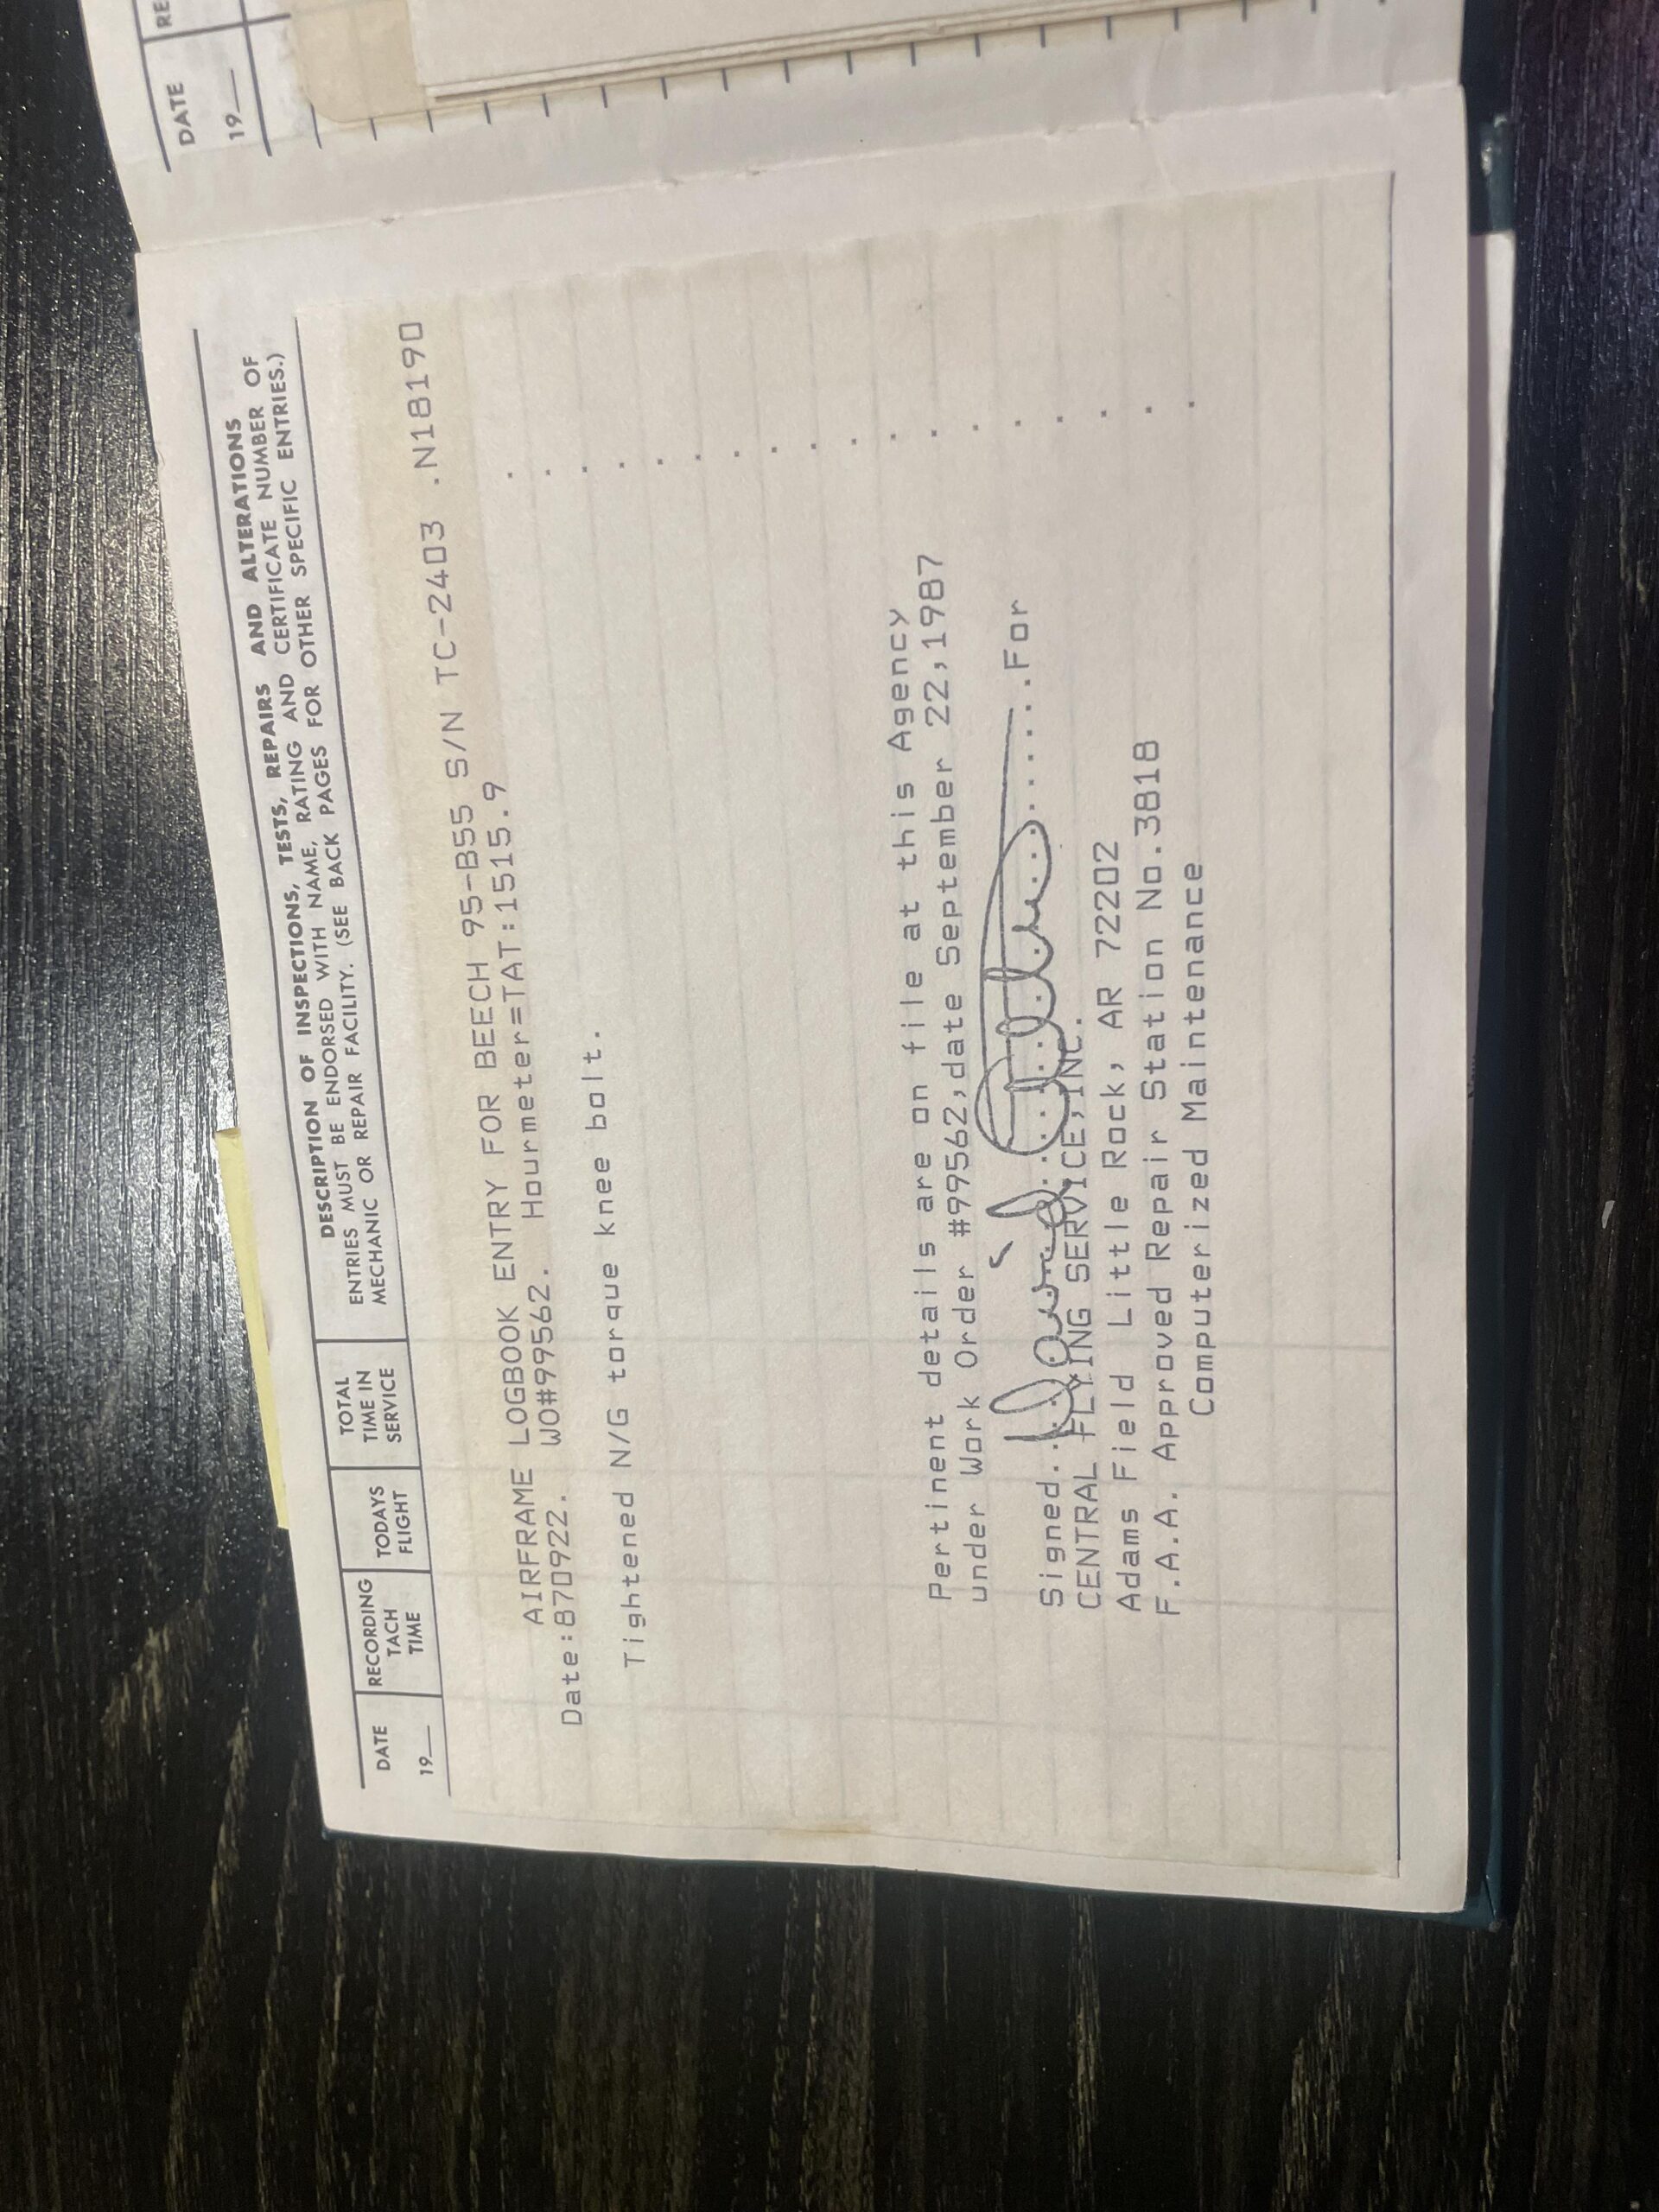 DATE
19__
RE
DATE
19__
RECORDING
TACH
TIME
TODAYS
FLIGHT
TOTAL
TIME IN
SERVICE
DESCRIPTION OF INSPECTIONS, TESTS, REPAIRS AND ALTERATIONS
ENTRIES MUST BE ENDORSED WITH NAME, RATING AND CERTIFICATE NUMBER OF
MECHANIC OR REPAIR FACILITY. (SEE BACK PAGES FOR OTHER SPECIFIC ENTRIES.)
AIRFRAME LOGBOOK ENTRY FOR BEECH 95-B55 S/N TC-2403 .N18190
Date:870922. WO#99562. Hourmeter=TAT:1515.9
Tightened N/G torque knee bolt.
Pertinent details are on file at this Agency
under Work Order #99562,date September 22,1987
Signed. David ......For
CENTRAL FLYING SERVICE,INC.
Adams Field Little Rock, AR 72202
F.A.A. Approved Repair Station No.3818
Computerized Maintenance